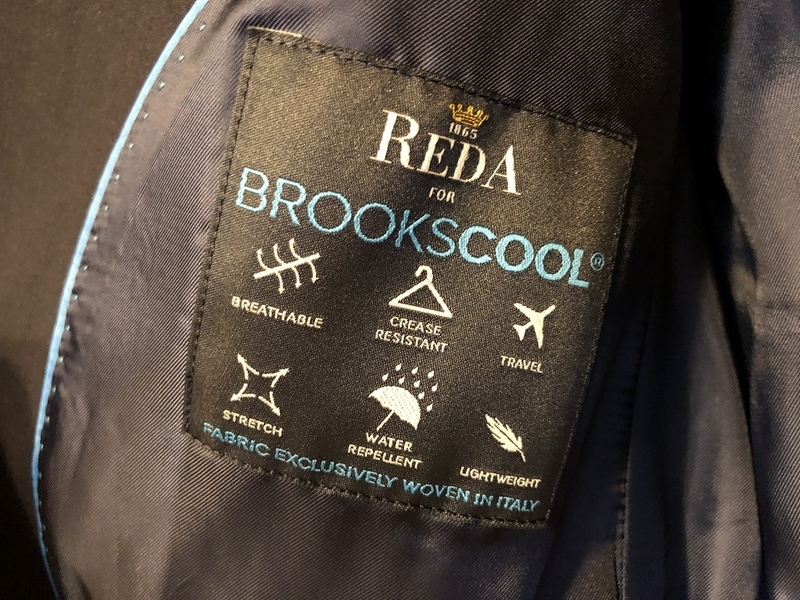 1865
REDA
FOR
BROOKSCOOL®
BREATHABLE
CREASE
RESISTANT
TRAVEL
STRETCH
WATER
REPELLENT
LIGHTWEIGHT
FABRIC EXCLUSIVELY WOVEN IN ITALY